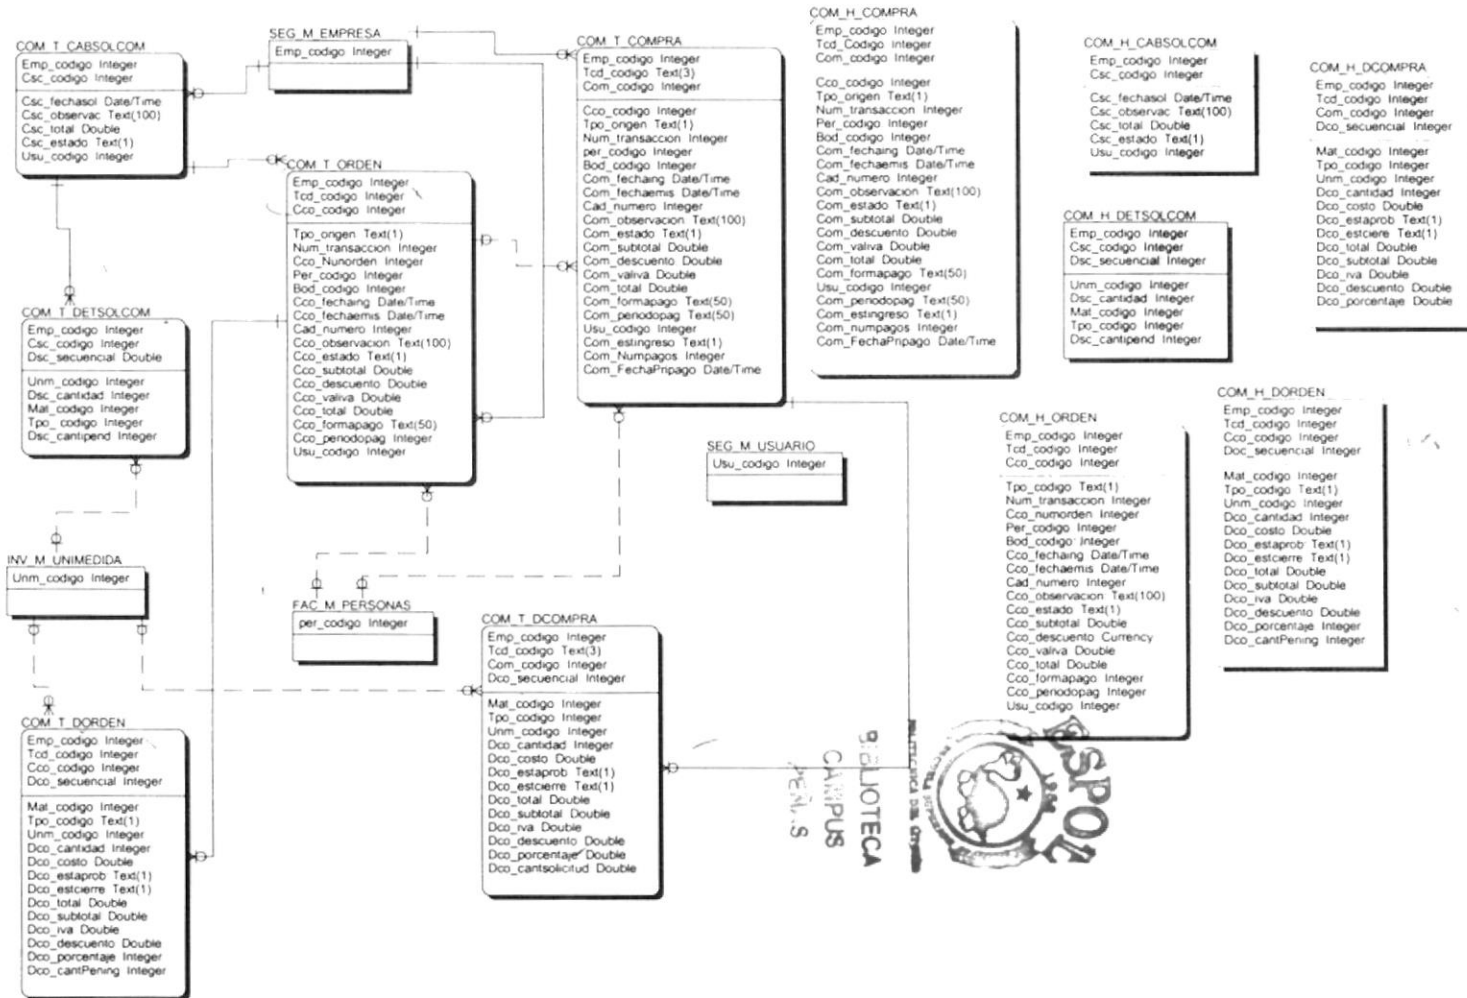 COM_T_CABSOLCOM
Emp_codigo Integer
Csc_codigo Integer
Csc_fechasol Date/Time
Csc_observac Text(100)
Csc_total Double
Csc_estado Text(1)
Usu_codigo Integer
SEG_M_EMPRESA
Emp_codigo Integer
COM_T_ORDEN
Emp_codigo Integer
Tcd_codigo Integer
Cco_codigo Integer
Tpo_origen Text(1)
Num_transaccion Integer
Cco_Nunorden Integer
Per_codigo Integer
Bod_codigo Integer
Cco_fechaing Date/Time
Cco_fechaemis Date/Time
Cad_numero Integer
Cco_observacion Text(100)
Cco_estado Text(1)
Cco_subtotal Double
Cco_descuento Double
Cco_valiva Double
Cco_total Double
Cco_formapago Text(50)
Cco_periodopag Integer
Usu_codigo Integer
COM_T_COMPRA
Emp_codigo Integer
Tcd_codigo Text(3)
Com_codigo Integer
Cco_codigo Integer
Tpo_origen Text(1)
Num_transaccion Integer
per_codigo Integer
Bod_codigo Integer
Com_fechaing Date/Time
Com_fechaemis Date/Time
Cad_numero Integer
Com_observacion Text(100)
Com_estado Text(1)
Com_subtotal Double
Com_descuento Double
Com_valiva Double
Com_total Double
Com_formapago Text(50)
Com_periodopag Text(50)
Usu_codigo Integer
Com_estingreso Text(1)
Com_Numpagos Integer
Com_FechaPripago Date/Time
COM_H_COMPRA
Emp_codigo Integer
Tcd_Codigo Integer
Com_codigo Integer
Cco_codigo Integer
Tpo_origen Text(1)
Num_transaccion Integer
Per_codigo Integer
Bod_codigo Integer
Com_fechaing Date/Time
Com_fechaemis Date/Time
Cad_numero Integer
Com_observacion Text(100)
Com_estado Text(1)
Com_subtotal Double
Com_descuento Double
Com_valiva Double
Com_total Double
Com_formapago Text(50)
Usu_codigo Integer
Com_periodopag Text(50)
Com_estingreso Text(1)
Com_numpagos Integer
Com_FechaPripago Date/Time
COM_H_CABSOLCOM
Emp_codigo Integer
Csc_codigo Integer
Csc_fechasol Date/Time
Csc_observac Text(100)
Csc_total Double
Csc_estado Text(1)
Usu_codigo Integer
COM_H_DCOMPRA
Emp_codigo Integer
Tcd_codigo Integer
Com_codigo Integer
Dco_secuencial Integer
Mat_codigo Integer
Tpo_codigo Integer
Unm_codigo Integer
Dco_cantidad Integer
Dco_costo Double
Dco_estaprob Text(1)
Dco_estciere Text(1)
Dco_total Double
Dco_subtotal Double
Dco_iva Double
Dco_descuento Double
Dco_porcentaje Double
COM_H_DETSOLCOM
Emp_codigo Integer
Csc_codigo Integer
Dsc_secuencial Integer
Unm_codigo Integer
Dsc_cantidad Integer
Mat_codigo Integer
Tpo_codigo Integer
Dsc_cantipend Integer
COM_T_DETSOLCOM
Emp_codigo Integer
Csc_codigo Integer
Dsc_secuencial Double
Unm_codigo Integer
Dsc_cantidad Integer
Mat_codigo Integer
Tpo_codigo Integer
Dsc_cantipend Integer
SEG_M_USUARIO
Usu_codigo Integer
COM_H_ORDEN
Emp_codigo Integer
Tcd_codigo Integer
Cco_codigo Integer
Tpo_codigo Text(1)
Num_transaccion Integer
Cco_numorden Integer
Per_codigo Integer
Bod_codigo Integer
Cco_fechaing Date/Time
Cco_fechaemis Date/Time
Cad_numero Integer
Cco_observacion Text(100)
Cco_estado Text(1)
Cco_subtotal Double
Cco_descuento Currency
Cco_valiva Double
Cco_total Double
Cco_formapago Integer
Cco_periodopag Integer
Usu_codigo Integer
COM_H_DORDEN
Emp_codigo Integer
Tcd_codigo Integer
Cco_codigo Integer
Doc_secuencial Integer
Mat_codigo Integer
Tpo_codigo Text(1)
Unm_codigo Integer
Dco_cantidad Integer
Dco_costo Double
Dco_estaprob Text(1)
Dco_estcierre Text(1)
Dco_total Double
Dco_subtotal Double
Dco_iva Double
Dco_descuento Double
Dco_porcentaje Integer
Dco_cantPening Integer
INV_M_UNIMEDIDA
Unm_codigo Integer
FAC_M_PERSONAS
per_codigo Integer
COM_T_DCOMPRA
Emp_codigo Integer
Tcd_codigo Text(3)
Com_codigo Integer
Dco_secuencial Integer
Mat_codigo Integer
Tpo_codigo Integer
Unm_codigo Integer
Dco_cantidad Integer
Dco_costo Double
Dco_estaprob Text(1)
Dco_estcierre Text(1)
Dco_total Double
Dco_subtotal Double
Dco_iva Double
Dco_descuento Double
Dco_porcentaje Double
Dco_cantsolicitud Double
COM_T_DORDEN
Emp_codigo Integer
Tcd_codigo Integer
Cco_codigo Integer
Dco_secuencial Integer
Mat_codigo Integer
Tpo_codigo Text(1)
Unm_codigo Integer
Dco_cantidad Integer
Dco_costo Double
Dco_estaprob Text(1)
Dco_estcierre Text(1)
Dco_total Double
Dco_subtotal Double
Dco_iva Double
Dco_descuento Double
Dco_porcentaje Integer
Dco_cantPening Integer
ESPOL
BIBLIOTECA
CAMPUS